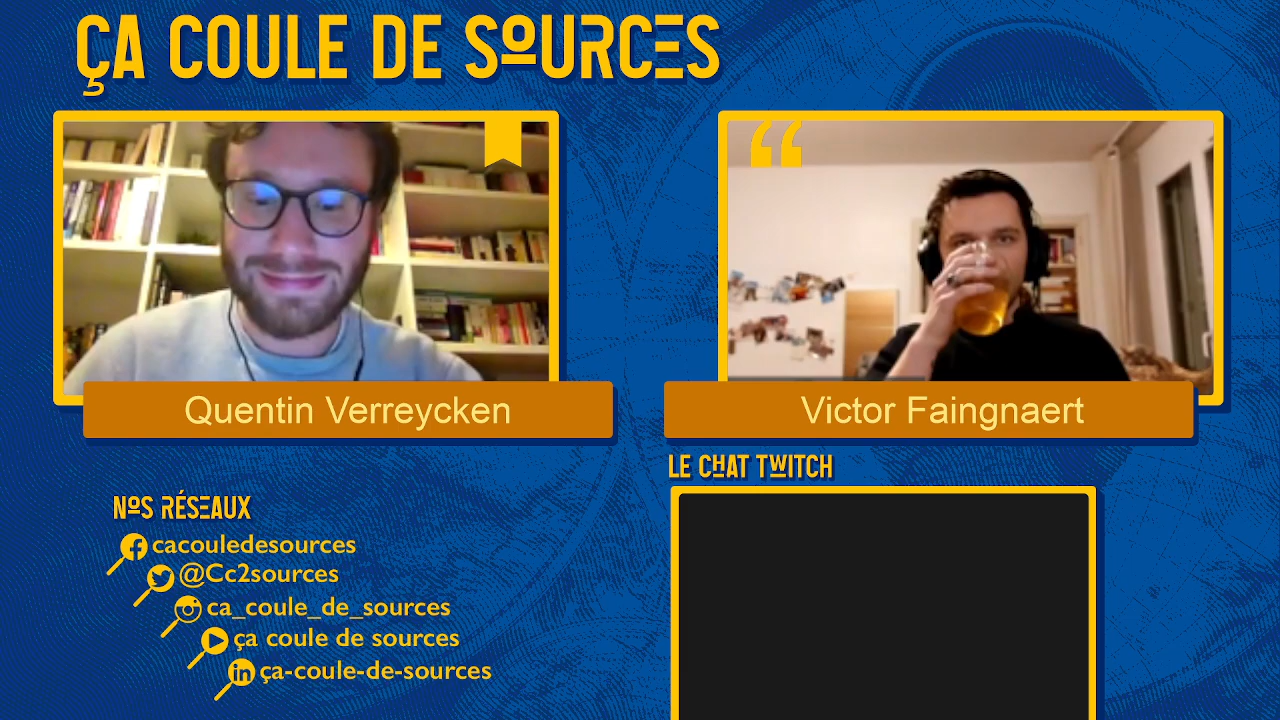 ÇA COULE DE SOURCES
Quentin Verreycken
Victor Faingnaert
LE CHAT TWITCH
NOS RÉSEAUX
cacouledesources
@Cc2sources
ca_coule_de_sources
ça coule de sources
ça-coule-de-sources